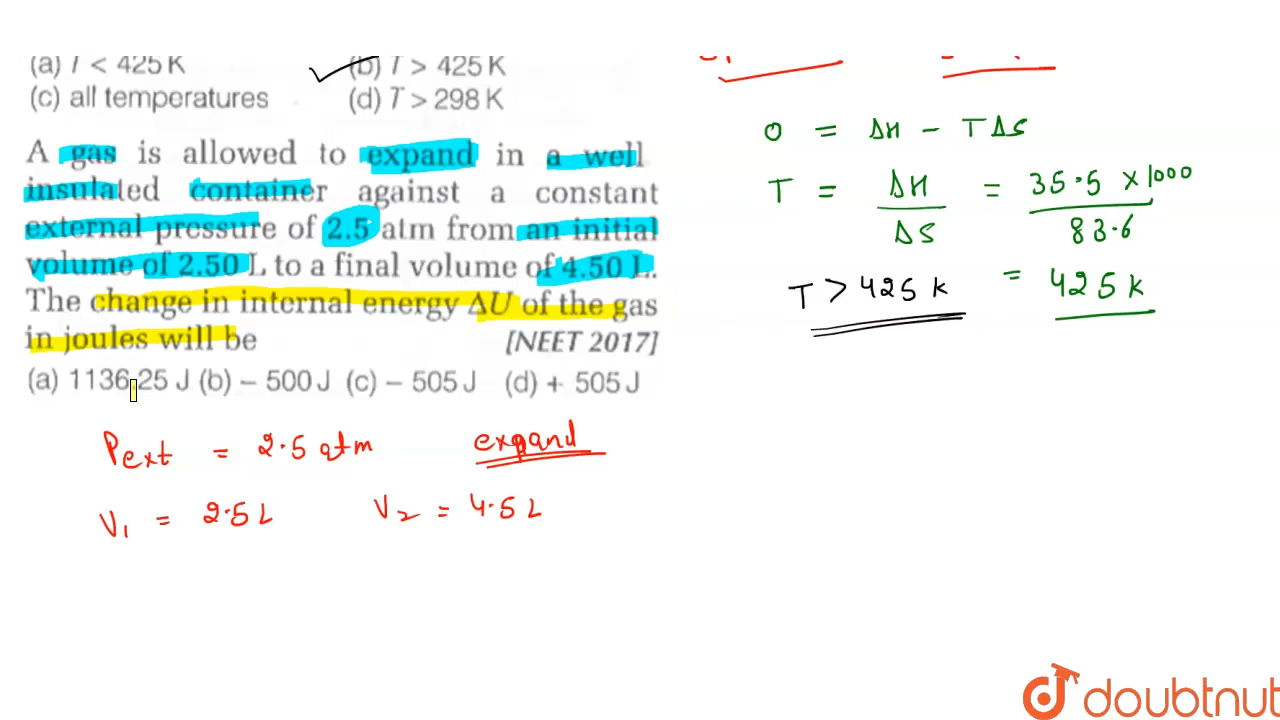 (a) T < 425 K (b) T > 425 K
(c) all temperatures (d) T > 298 K
A gas is allowed to expand in a well
insulated container against a constant
external pressure of 2.5 atm from an initial
volume of 2.50 L to a final volume of 4.50 L.
The change in internal energy ΔU of the gas
in joules will be [NEET 2017]
(a) 1136.25 J (b) – 500 J (c) – 505 J (d) + 505 J
Pext = 2.5 atm expand
V1 = 2.5 L V2 = 4.5 L
0 = ΔH – TΔS
T = ΔH / ΔS = 35.5 × 1000 / 83.6
T > 425 K = 425 K
doubtnut